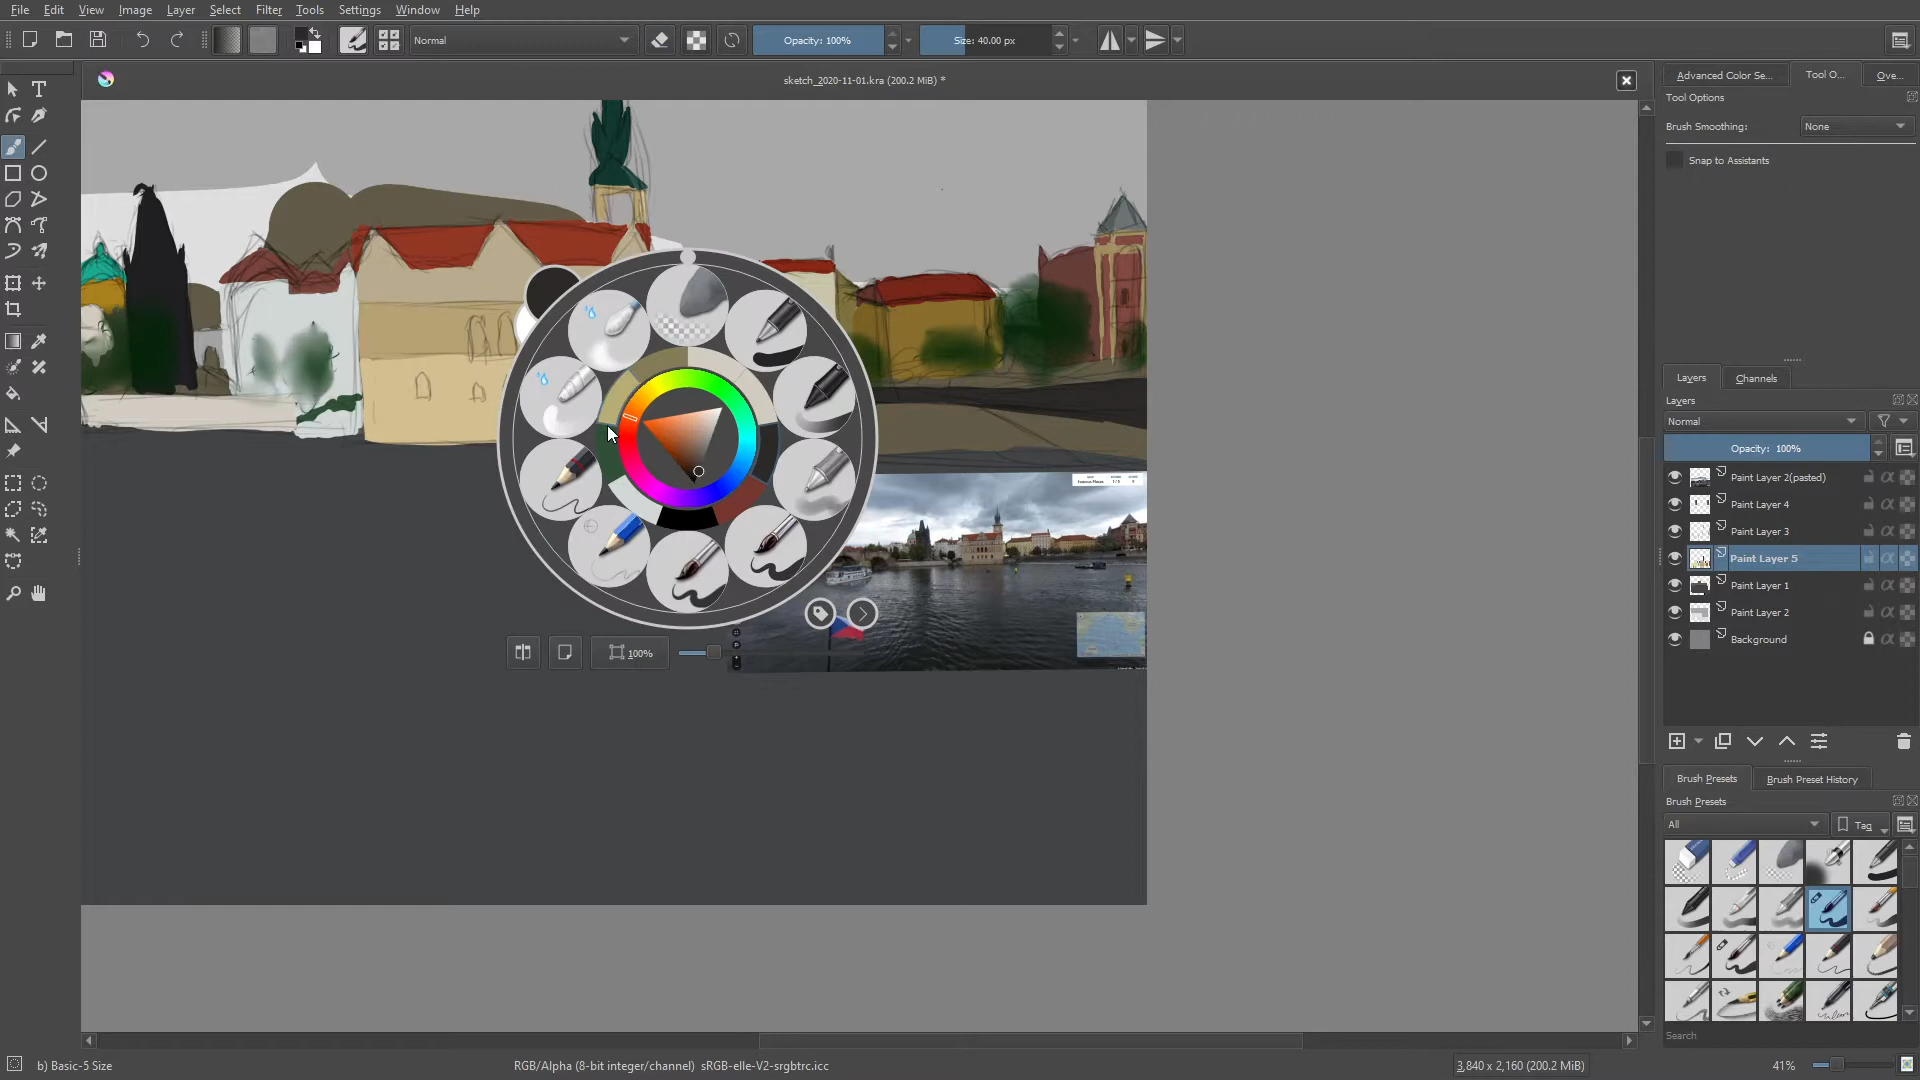 File Edit View Image Layer Select Filter Tools Settings Window Help
Normal
Opacity: 100%
Size: 40.00 px
sketch_2020-11-01.kra (200.2 MiB) *
Advanced Color Se...
Tool O...
Ove...
Tool Options
Brush Smoothing:
None
Snap to Assistants
Layers
Channels
Layers
Normal
Opacity: 100%
Paint Layer 2(pasted)
Paint Layer 4
Paint Layer 3
Paint Layer 5
Paint Layer 1
Paint Layer 2
Background
100%
Brush Presets
Brush Preset History
Brush Presets
All
Tag
Search
b) Basic-5 Size
RGB/Alpha (8-bit integer/channel) sRGB-elle-V2-srgbtrc.icc
3,840 x 2,160 (200.2 MiB)
41%